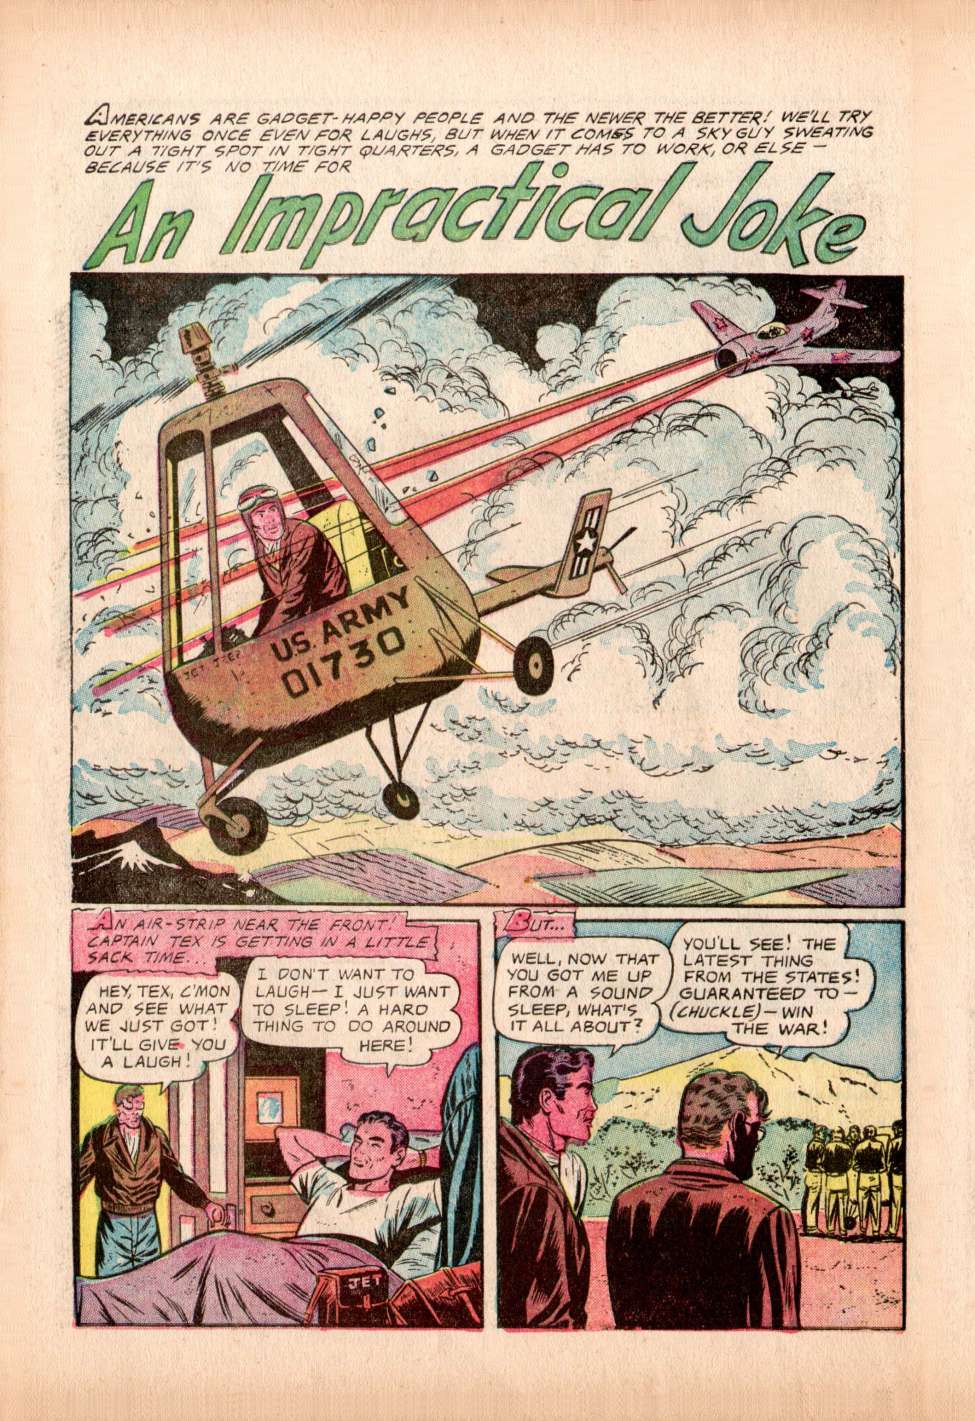 AMERICANS ARE GADGET-HAPPY PEOPLE AND THE NEWER THE BETTER! WE'LL TRY
EVERYTHING ONCE EVEN FOR LAUGHS, BUT WHEN IT COMES TO A SKY GUY SWEATING
OUT A TIGHT SPOT IN TIGHT QUARTERS, A GADGET HAS TO WORK, OR ELSE—
BECAUSE IT'S NO TIME FOR
An Impractical Joke
U.S. ARMY
01730
JET JEEP
AN AIR-STRIP NEAR THE FRONT!
CAPTAIN TEX IS GETTING IN A LITTLE
SACK TIME...
HEY, TEX, C'MON
AND SEE WHAT
WE JUST GOT!
IT'LL GIVE YOU
A LAUGH!
I DON'T WANT TO
LAUGH— I JUST WANT
TO SLEEP! A HARD
THING TO DO AROUND
HERE!
JET
BUT...
WELL, NOW THAT
YOU GOT ME UP
FROM A SOUND
SLEEP, WHAT'S
IT ALL ABOUT?
YOU'LL SEE! THE
LATEST THING
FROM THE STATES!
GUARANTEED TO—
(CHUCKLE)— WIN
THE WAR!